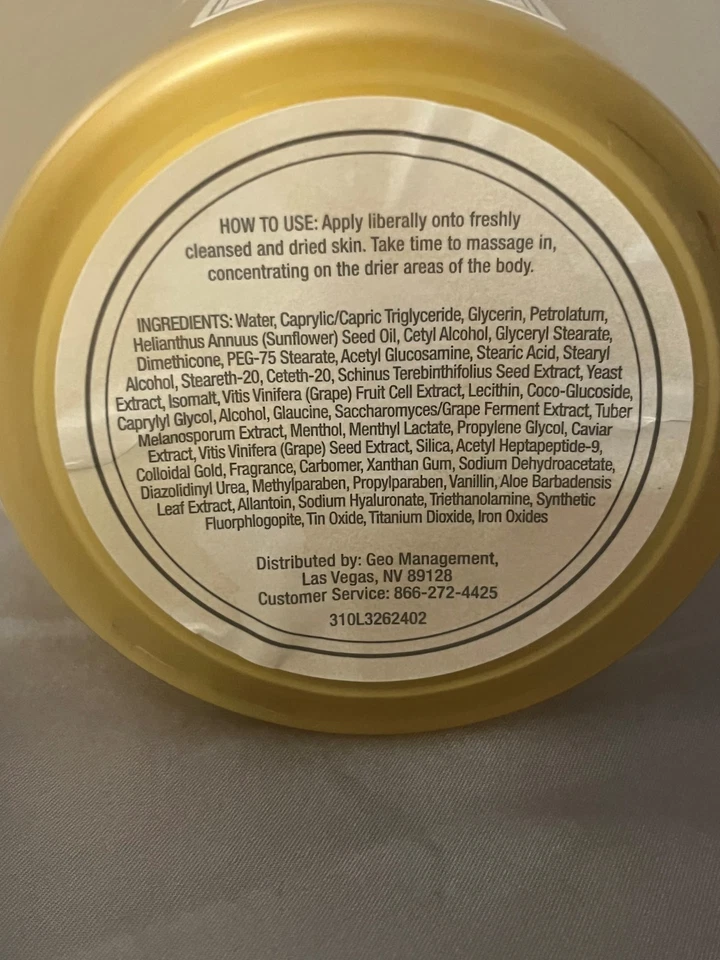 HOW TO USE: Apply liberally onto freshly
cleansed and dried skin. Take time to massage in,
concentrating on the drier areas of the body.
INGREDIENTS: Water, Caprylic/Capric Triglyceride, Glycerin, Petrolatum,
Helianthus Annuus (Sunflower) Seed Oil, Cetyl Alcohol, Glyceryl Stearate,
Dimethicone, PEG-75 Stearate, Acetyl Glucosamine, Stearic Acid, Stearyl
Alcohol, Steareth-20, Ceteth-20, Schinus Terebinthifolius Seed Extract, Yeast
Extract, Isomalt, Vitis Vinifera (Grape) Fruit Cell Extract, Lecithin, Coco-Glucoside,
Caprylyl Glycol, Alcohol, Glaucine, Saccharomyces/Grape Ferment Extract, Tuber
Melanosporum Extract, Menthol, Menthyl Lactate, Propylene Glycol, Caviar
Extract, Vitis Vinifera (Grape) Seed Extract, Silica, Acetyl Heptapeptide-9,
Colloidal Gold, Fragrance, Carbomer, Xanthan Gum, Sodium Dehydroacetate,
Diazolidinyl Urea, Methylparaben, Propylparaben, Vanillin, Aloe Barbadensis
Leaf Extract, Allantoin, Sodium Hyaluronate, Triethanolamine, Synthetic
Fluorphlogopite, Tin Oxide, Titanium Dioxide, Iron Oxides
Distributed by: Geo Management,
Las Vegas, NV 89128
Customer Service: 866-272-4425
310L3262402